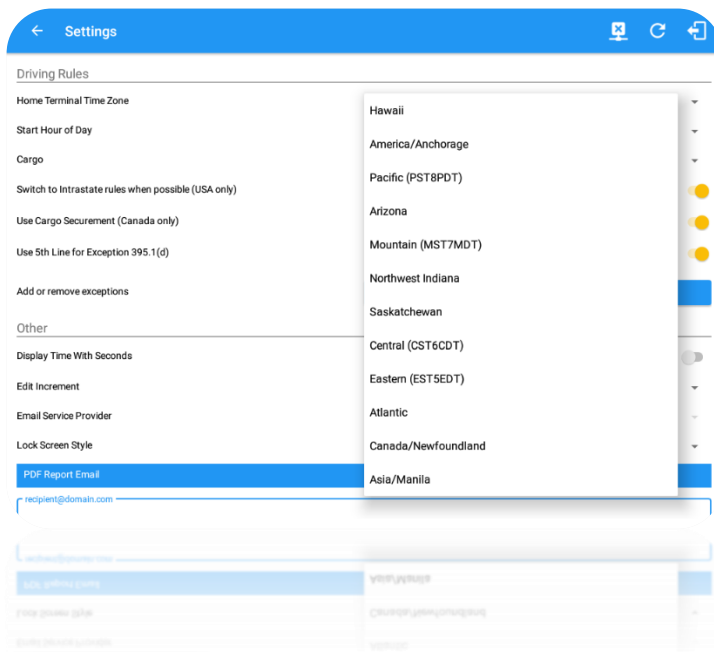 Settings
Driving Rules
Home Terminal Time Zone
Start Hour of Day
Cargo
Switch to Intrastate rules when possible (USA only)
Use Cargo Securement (Canada only)
Use 5th Line for Exception 395.1(d)
Add or remove exceptions
Other
Display Time With Seconds
Edit Increment
Email Service Provider
Lock Screen Style
PDF Report Email
recipient@domain.com
Hawaii
America/Anchorage
Pacific (PST8PDT)
Arizona
Mountain (MST7MDT)
Northwest Indiana
Saskatchewan
Central (CST6CDT)
Eastern (EST5EDT)
Atlantic
Canada/Newfoundland
Asia/Manila